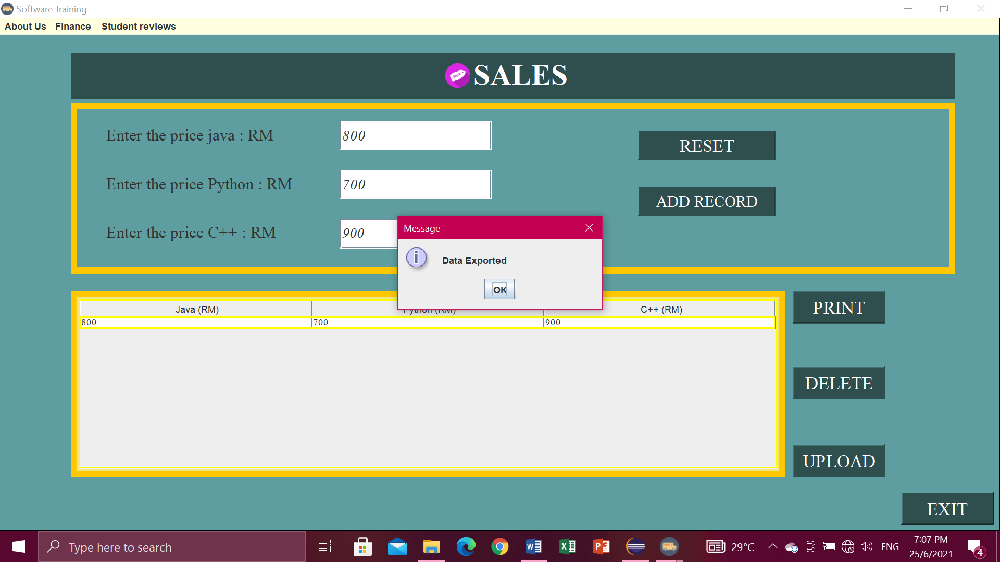 Software Training
About Us Finance Student reviews
SALE
SALES
Enter the price java : RM 800
RESET
Enter the price Python : RM 700
ADD RECORD
Enter the price C++ : RM 900
Message
i
Data Exported
OK
Java (RM) Python (RM) C++ (RM)
800 700 900
PRINT
DELETE
UPLOAD
EXIT
Type here to search
29°C
ENG
7:07 PM
25/6/2021
4